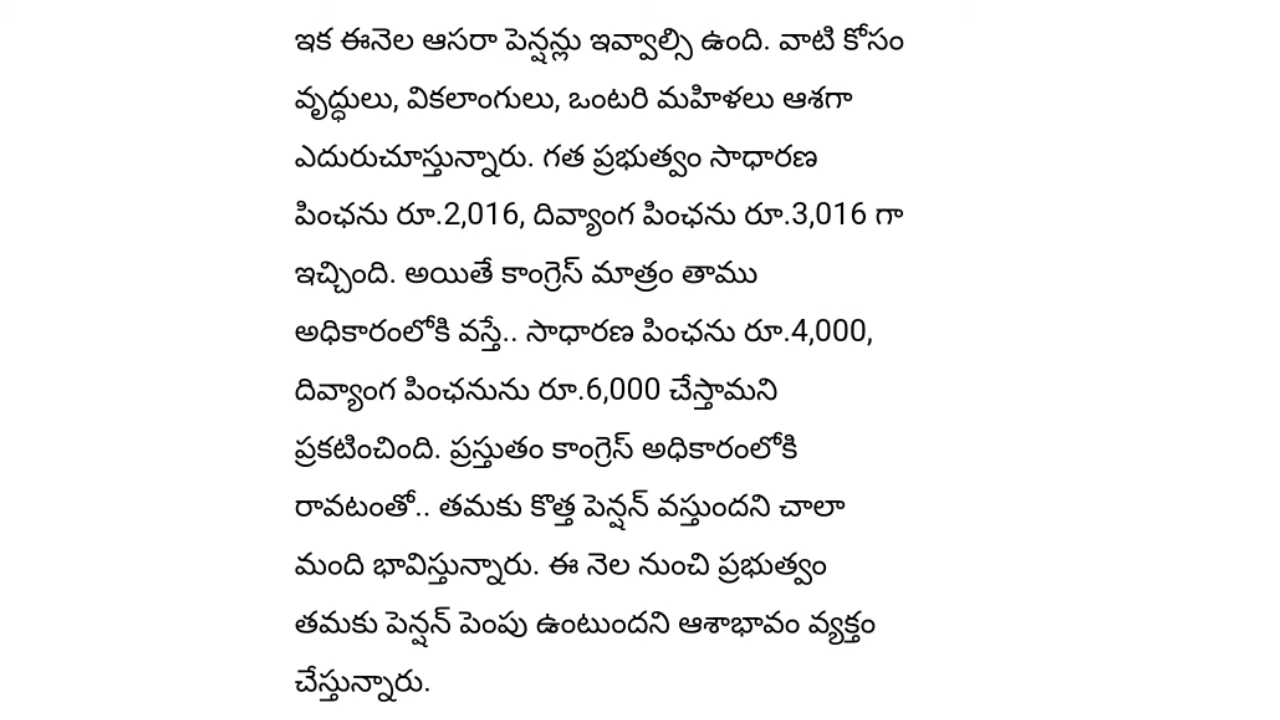 ఇక ఈనెల ఆసరా పెన్షన్లు ఇవ్వాల్సి ఉంది. వాటి కోసం
వృద్ధులు, వికలాంగులు, ఒంటరి మహిళలు ఆశగా
ఎదురుచూస్తున్నారు. గత ప్రభుత్వం సాధారణ
పింఛను రూ.2,016, దివ్యాంగ పింఛను రూ.3,016 గా
ఇచ్చింది. అయితే కాంగ్రెస్ మాత్రం తాము
అధికారంలోకి వస్తే.. సాధారణ పింఛను రూ.4,000,
దివ్యాంగ పింఛనును రూ.6,000 చేస్తామని
ప్రకటించింది. ప్రస్తుతం కాంగ్రెస్ అధికారంలోకి
రావటంతో.. తమకు కొత్త పెన్షన్ వస్తుందని చాలా
మంది భావిస్తున్నారు. ఈ నెల నుంచి ప్రభుత్వం
తమకు పెన్షన్ పెంపు ఉంటుందని ఆశాభావం వ్యక్తం
చేస్తున్నారు.